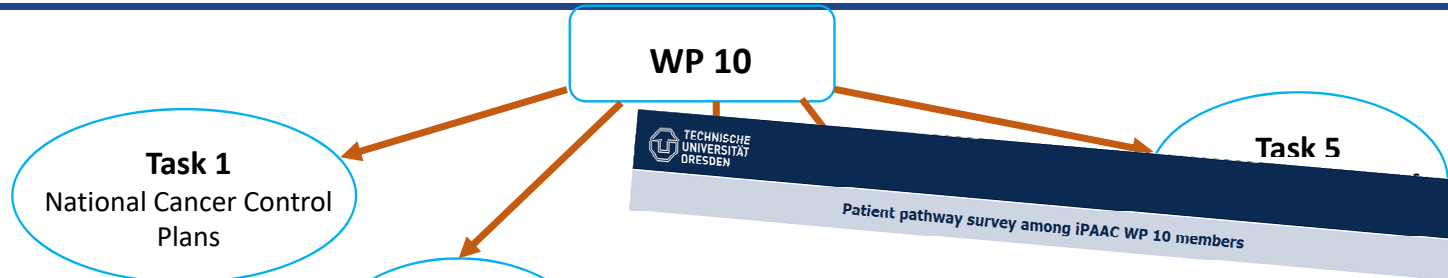 WP 10
TECHNISCHE
UNIVERSITÄT
DRESDEN
Task 5
Task 1
National Cancer Control
Plans
Patient pathway survey among iPAAC WP 10 members